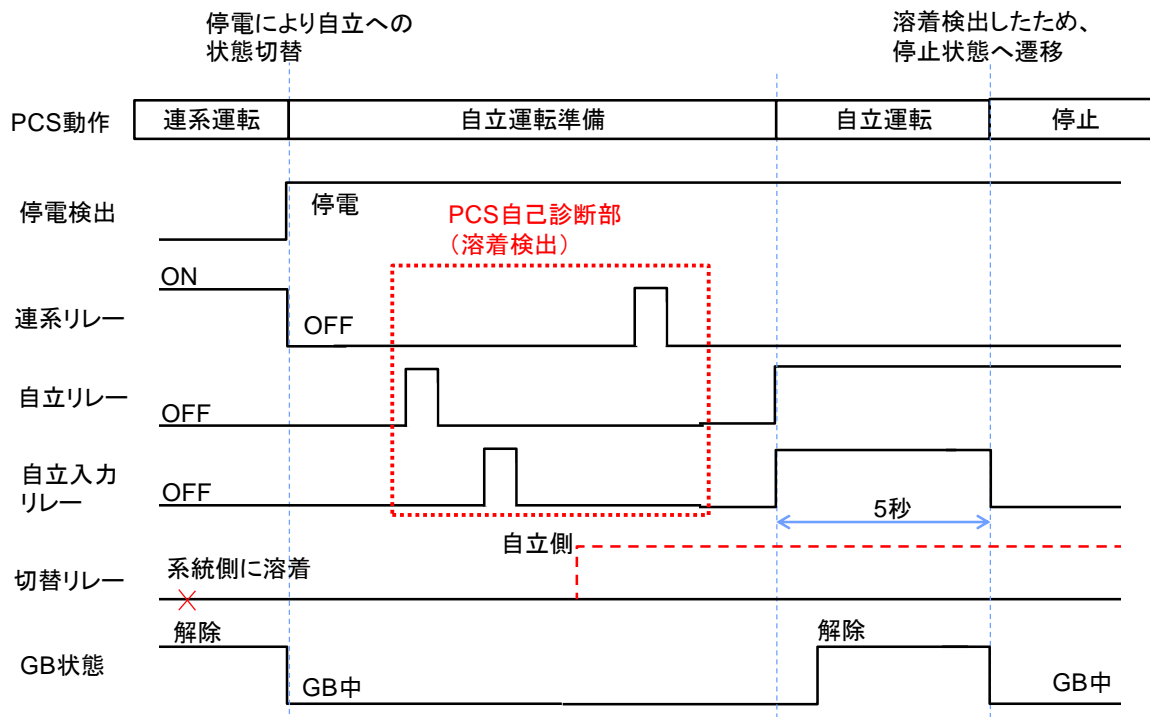 停電により自立への
状態切替
溶着検出したため、
停止状態へ遷移
PCS動作
連系運転
自立運転準備
自立運転
停止
停電検出
停電
PCS自己診断部
（溶着検出）
連系リレー
ON
OFF
自立リレー
OFF
自立入力
リレー
OFF
5秒
自立側
切替リレー
系統側に溶着
GB状態
解除
GB中
解除
GB中